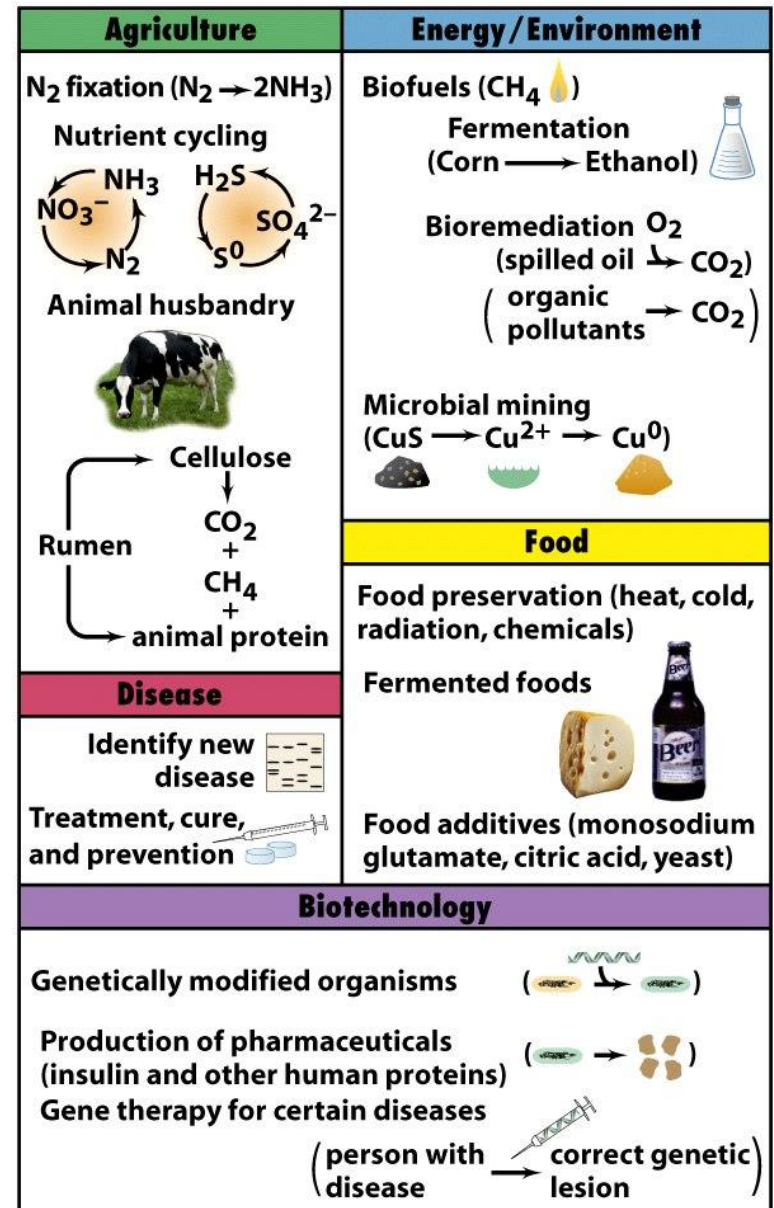 Agriculture
N₂ fixation (N₂ → 2NH₃)
Nutrient cycling
NH₃
NO₃⁻
N₂
H₂S
SO₄²⁻
S⁰
Animal husbandry
Cellulose
CO₂
+
CH₄
+
Rumen
animal protein
Disease
Identify new
disease
Treatment, cure,
and prevention
Energy/Environment
Biofuels (CH₄ )
Fermentation
(Corn → Ethanol)
Bioremediation O₂
(spilled oil → CO₂)
(organic
pollutants → CO₂)
Microbial mining
(CuS → Cu²⁺ → Cu⁰)
Food
Food preservation (heat, cold,
radiation, chemicals)
Fermented foods
Beer
Beer
Food additives (monosodium
glutamate, citric acid, yeast)
Biotechnology
Genetically modified organisms ( → )
Production of pharmaceuticals ( → )
(insulin and other human proteins)
Gene therapy for certain diseases
(person with → correct genetic
disease lesion)